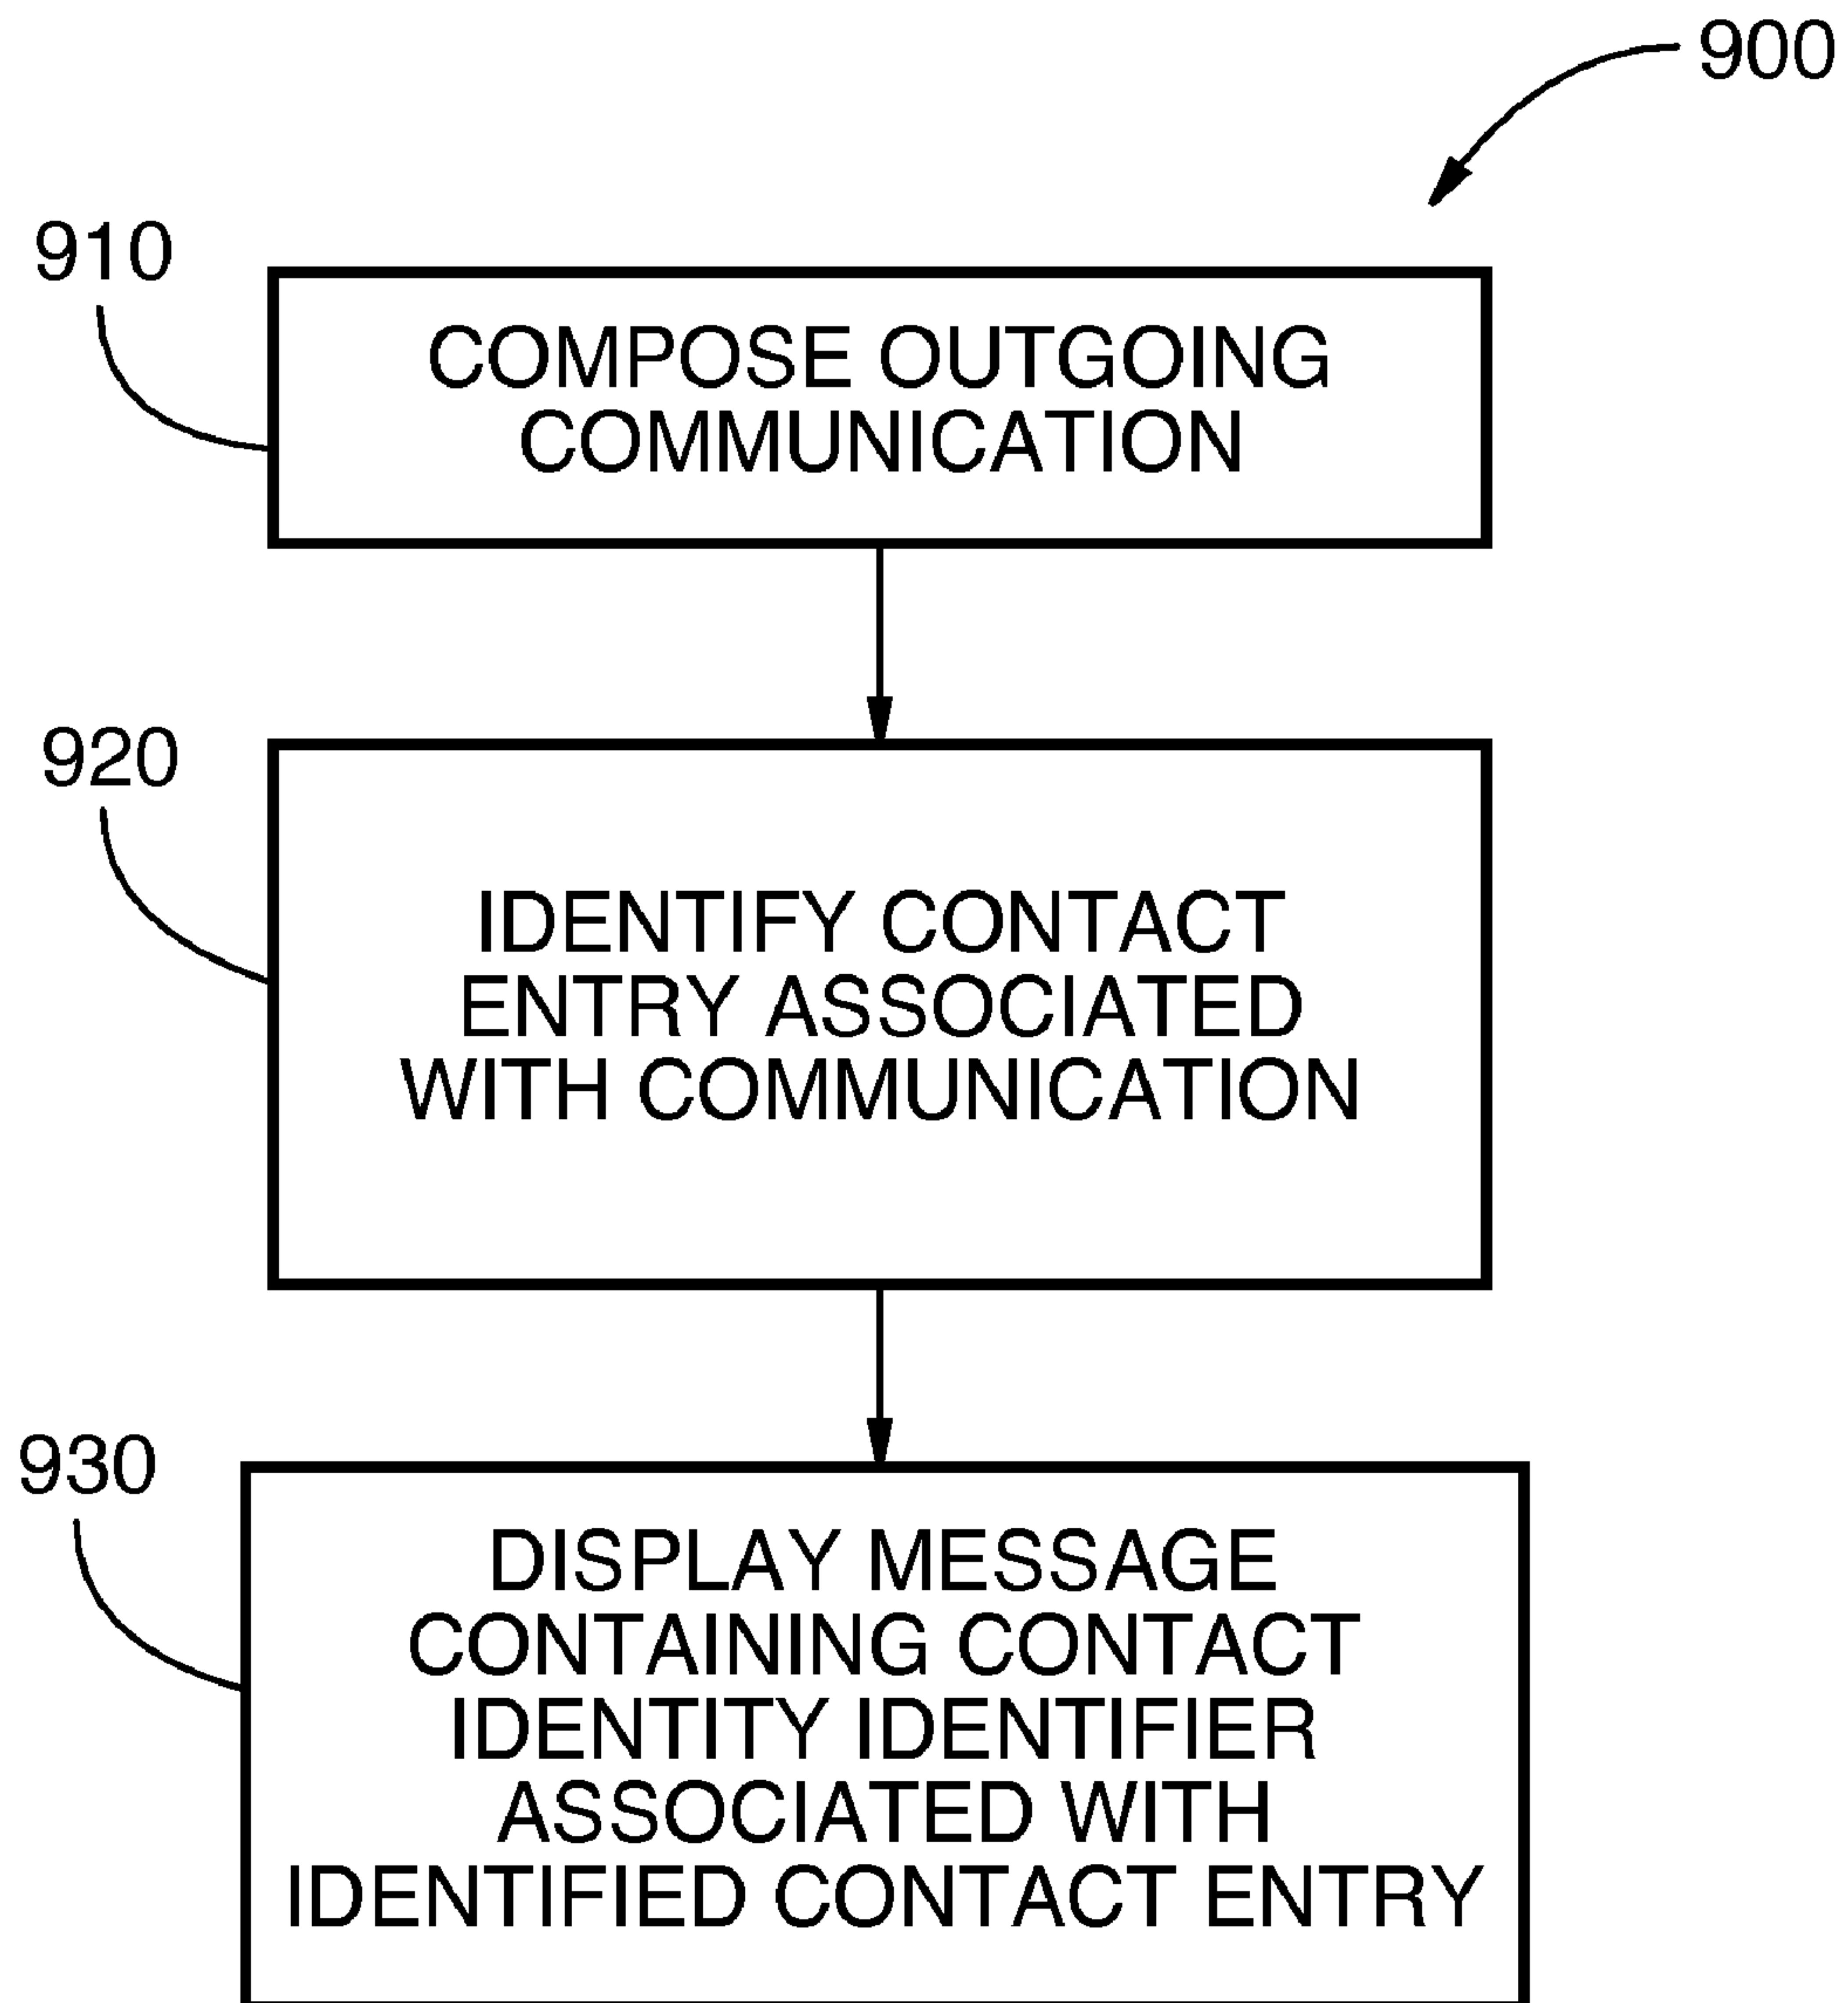 900
910
COMPOSE OUTGOING
COMMUNICATION
920
IDENTIFY CONTACT
ENTRY ASSOCIATED
WITH COMMUNICATION
930
DISPLAY MESSAGE
CONTAINING CONTACT
IDENTITY IDENTIFIER
ASSOCIATED WITH
IDENTIFIED CONTACT ENTRY